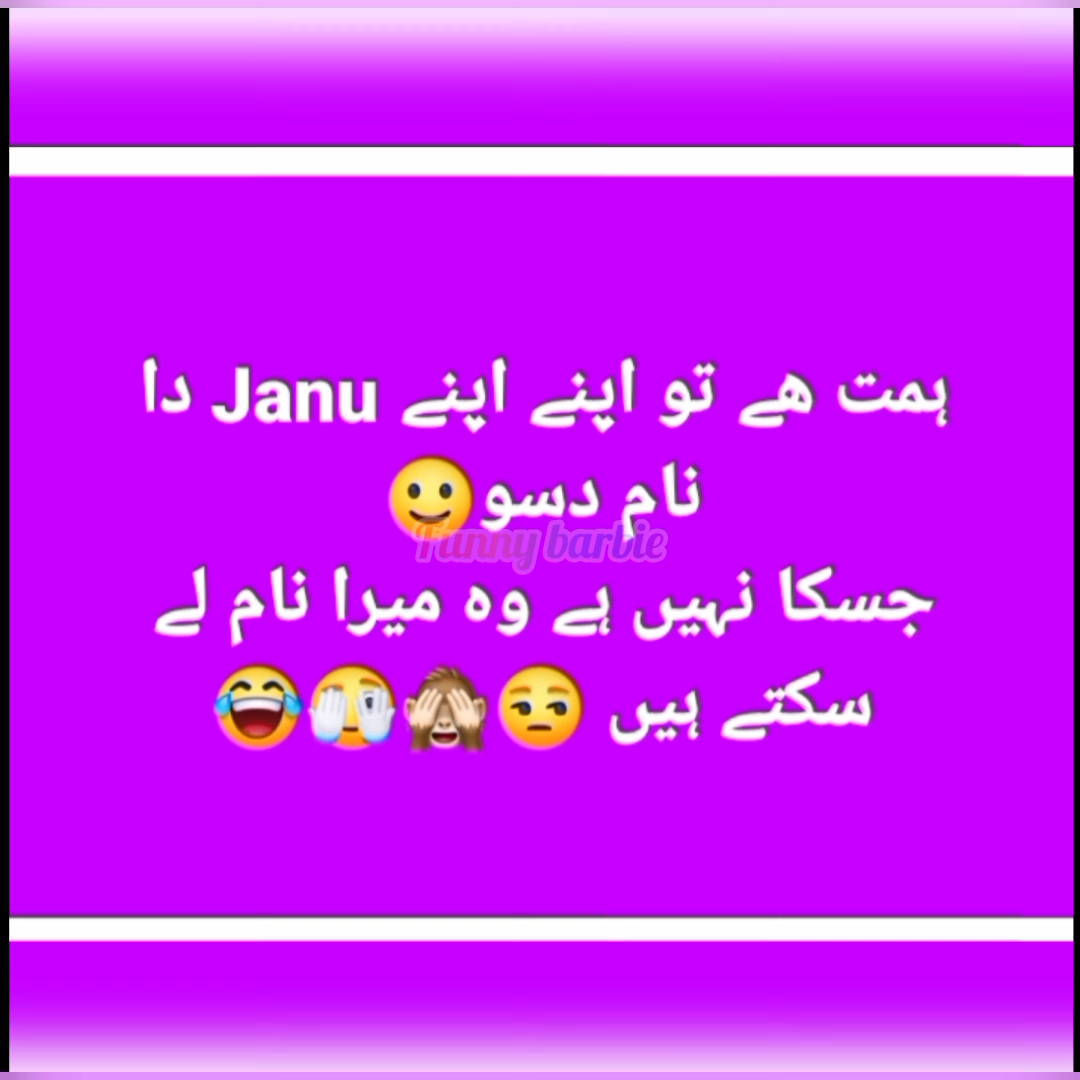 ہمت ھے تو اپنے اپنے Janu دا
نام دسو🙂
Funny barbie
جسکا نہیں ہے وہ میرا نام لے
سکتے ہیں 😒🙈🫣😂